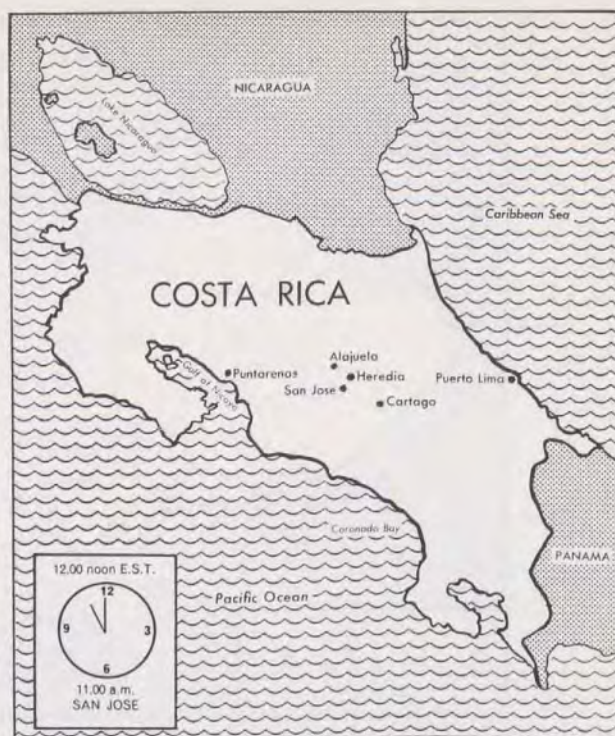 NICARAGUA
Lake Nicaragua
Caribbean Sea
COSTA RICA
Alajuela
Heredia
Puntarenas
Gulf of Nicoya
San Jose
Puerto Lima
Cartago
Coronado Bay
PANAMA
Pacific Ocean
12.00 noon E.S.T.
12
9
3
6
11.00 a.m.
SAN JOSE